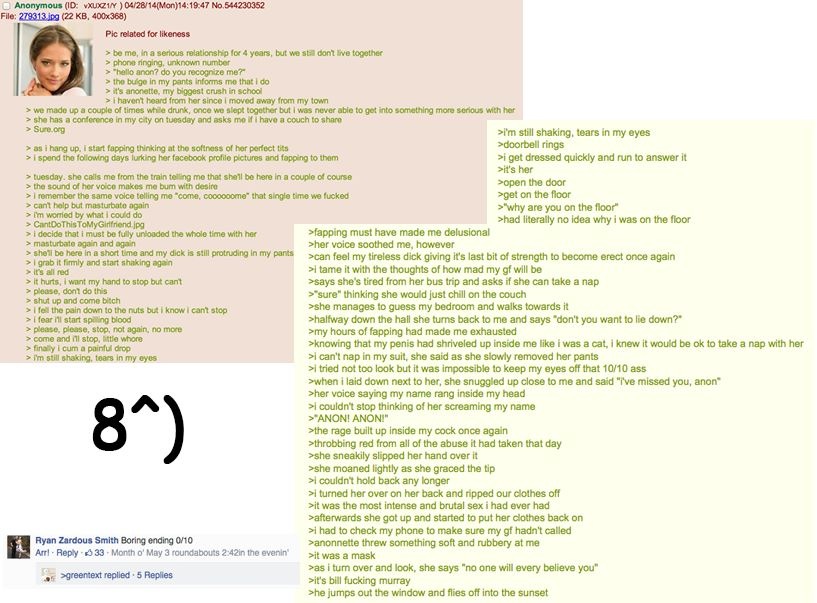 Anonymous (ID: vXUXZ1/Y ) 04/28/14(Mon)14:19:47 No.544230352
File: 279313.jpg (22 KB, 400x368)
Pic related for likeness
> be me, in a serious relationship for 4 years, but we still don't live together
> phone ringing, unknown number
> "hello anon? do you recognize me?"
> the bulge in my pants informs me that i do
> it's anonette, my biggest crush in school
> i haven't heard from her since i moved away from my town
> we made up a couple of times while drunk, once we slept together but i was never able to get into something more serious with her
> she has a conference in my city on tuesday and asks me if i have a couch to share
> Sure.org
> as i hang up, i start fapping thinking at the softness of her perfect tits
> i spend the following days lurking her facebook profile pictures and fapping to them
> tuesday. she calls me from the train telling me that she'll be here in a couple of course
> the sound of her voice makes me bum with desire
> i remember the same voice telling me "come, coooooome" that single time we fucked
> can't help but masturbate again
> i'm worried by what i could do
> CantDoThisToMyGirlfriend.jpg
> i decide that i must be fully unloaded the whole time with her
> masturbate again and again
> she'll be here in a short time and my dick is still protruding in my pants
> i grab it firmly and start shaking again
> it's all red
> it hurts, i want my hand to stop but can't
> please, don't do this
> shut up and come bitch
> i fell the pain down to the nuts but i know i can't stop
> i fear i'll start spilling blood
> please, please, stop, not again, no more
> come and i'll stop, little whore
> finally i cum a painful drop
> i'm still shaking, tears in my eyes
>i'm still shaking, tears in my eyes
>doorbell rings
>i get dressed quickly and run to answer it
>it's her
>open the door
>get on the floor
>"why are you on the floor"
>had literally no idea why i was on the floor
>fapping must have made me delusional
>her voice soothed me, however
>can feel my tireless dick giving it's last bit of strength to become erect once again
>i tame it with the thoughts of how mad my gf will be
>says she's tired from her bus trip and asks if she can take a nap
>"sure" thinking she would just chill on the couch
>she manages to guess my bedroom and walks towards it
>halfway down the hall she turns back to me and says "don't you want to lie down?"
>my hours of fapping had made me exhausted
>knowing that my penis had shriveled up inside me like i was a cat, i knew it would be ok to take a nap with her
>i can't nap in my suit, she said as she slowly removed her pants
>i tried not too look but it was impossible to keep my eyes off that 10/10 ass
>when i laid down next to her, she snuggled up close to me and said "i've missed you, anon"
>her voice saying my name rang inside my head
>i couldn't stop thinking of her screaming my name
>"ANON! ANON!"
>the rage built up inside my cock once again
>throbbing red from all of the abuse it had taken that day
>she sneakily slipped her hand over it
>she moaned lightly as she graced the tip
>i couldn't hold back any longer
>i turned her over on her back and ripped our clothes off
>it was the most intense and brutal sex i had ever had
>afterwards she got up and started to put her clothes back on
>i had to check my phone to make sure my gf hadn't called
>anonnette threw something soft and rubbery at me
>it was a mask
>as i turn over and look, she says "no one will every believe you"
>it's bill fucking murray
>he jumps out the window and flies off into the sunset
8^)
Ryan Zardous Smith Boring ending 0/10
Arr! · Reply · 33 · Month o' May 3 roundabouts 2:42in the evenin'
>greentext replied · 5 Replies